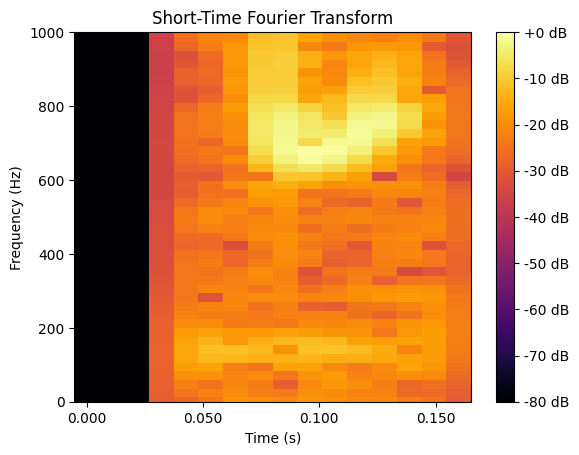 Short-Time Fourier Transform
1000
800
600
400
200
0
Frequency (Hz)
0.000
0.050
0.100
0.150
Time (s)
+0 dB
-10 dB
-20 dB
-30 dB
-40 dB
-50 dB
-60 dB
-70 dB
-80 dB